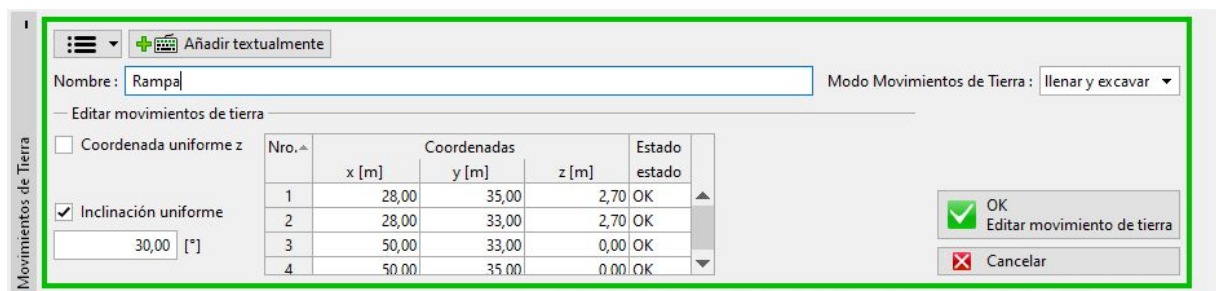 Añadir textualmente
Nombre : Rampa Modo Movimientos de Tierra : llenar y excavar
Editar movimientos de tierra
Coordenada uniforme z
Inclinación uniforme
30,00 [°]
Nro. Coordenadas Estado
x [m] y [m] z [m] estado
1 28,00 35,00 2,70 OK
2 28,00 33,00 2,70 OK
3 50,00 33,00 0,00 OK
4 50,00 35,00 0,00 OK
OK
Editar movimiento de tierra
Cancelar
Movimientos de Tierra